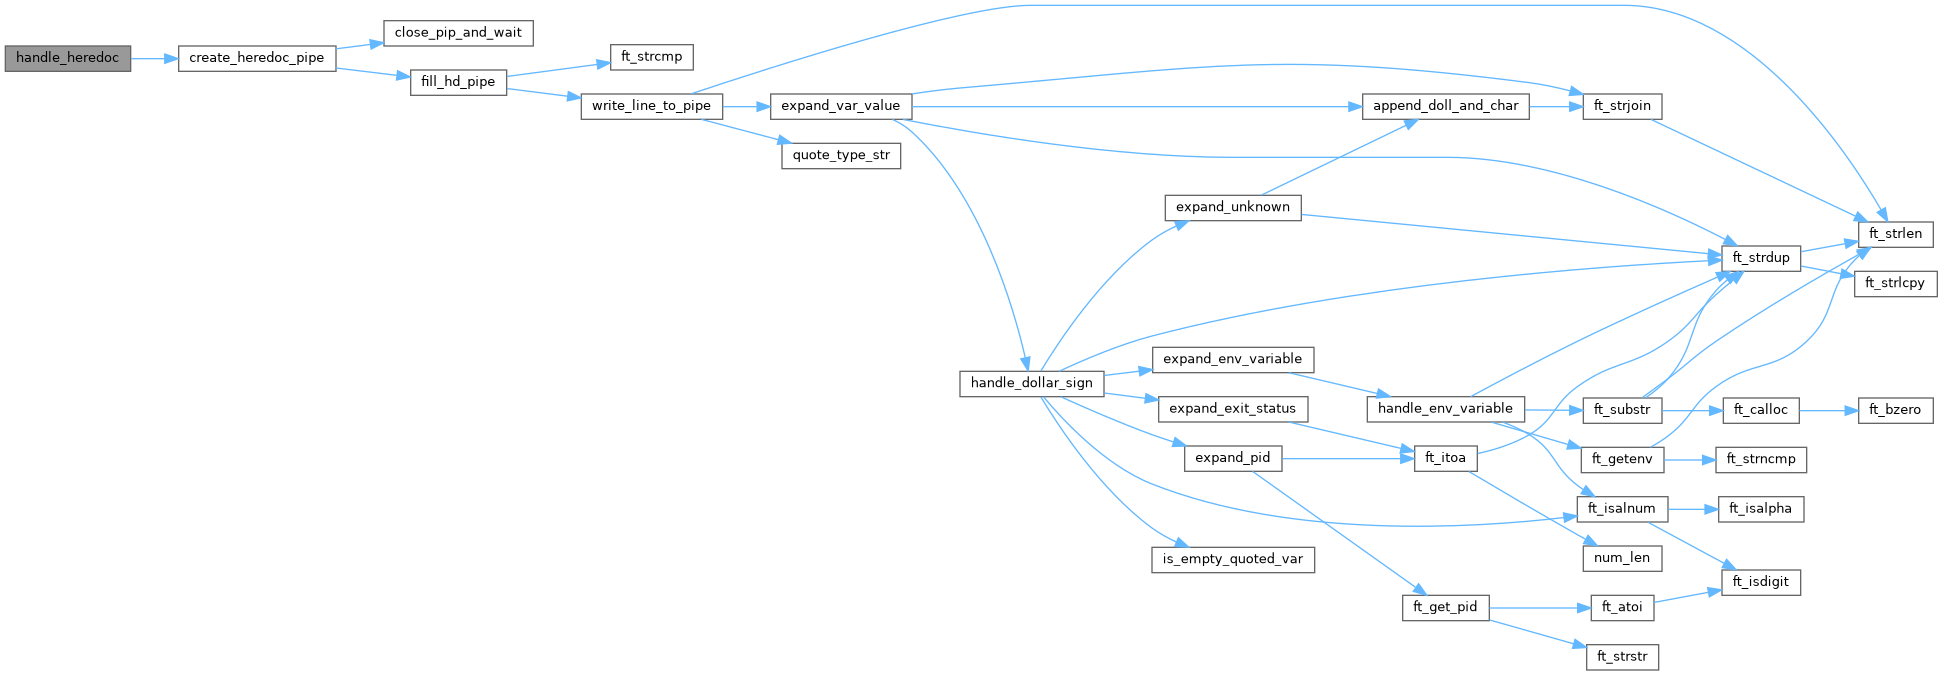 handle_heredoc
create_heredoc_pipe
close_pip_and_wait
fill_hd_pipe
ft_strcmp
write_line_to_pipe
expand_var_value
quote_type_str
append_doll_and_char
ft_strjoin
expand_unknown
ft_strlen
ft_strdup
ft_strlcpy
handle_dollar_sign
expand_env_variable
expand_exit_status
handle_env_variable
ft_substr
ft_calloc
ft_bzero
expand_pid
ft_itoa
ft_getenv
ft_strncmp
ft_isalnum
ft_isalpha
is_empty_quoted_var
num_len
ft_isdigit
ft_get_pid
ft_atoi
ft_strstr